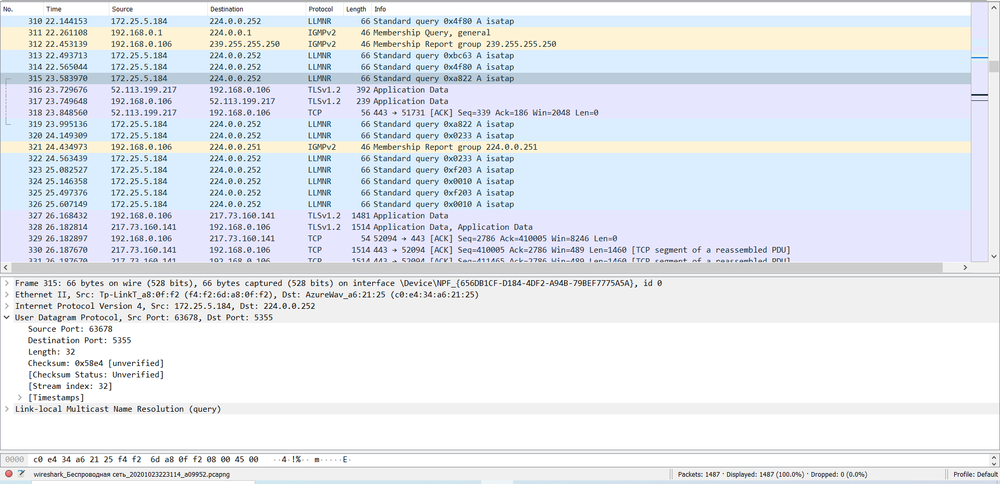 No. Time Source Destination Protocol Length Info
310 22.144153 172.25.5.184 224.0.0.252 LLMNR 66 Standard query 0x4f80 A isatap
311 22.261108 192.168.0.1 224.0.0.1 IGMPv2 46 Membership Query, general
312 22.453139 192.168.0.106 239.255.255.250 IGMPv2 46 Membership Report group 239.255.255.250
313 22.493713 172.25.5.184 224.0.0.252 LLMNR 66 Standard query 0xbc63 A isatap
314 22.565044 172.25.5.184 224.0.0.252 LLMNR 66 Standard query 0x4f80 A isatap
315 23.583970 172.25.5.184 224.0.0.252 LLMNR 66 Standard query 0xa822 A isatap
316 23.729676 52.113.199.217 192.168.0.106 TLSv1.2 392 Application Data
317 23.749648 192.168.0.106 52.113.199.217 TLSv1.2 239 Application Data
318 23.848560 52.113.199.217 192.168.0.106 TCP 56 443 → 51731 [ACK] Seq=339 Ack=186 Win=2048 Len=0
319 23.995136 172.25.5.184 224.0.0.252 LLMNR 66 Standard query 0xa822 A isatap
320 24.149309 172.25.5.184 224.0.0.252 LLMNR 66 Standard query 0x0233 A isatap
321 24.434973 192.168.0.106 224.0.0.251 IGMPv2 46 Membership Report group 224.0.0.251
322 24.563439 172.25.5.184 224.0.0.252 LLMNR 66 Standard query 0x0233 A isatap
323 25.082527 172.25.5.184 224.0.0.252 LLMNR 66 Standard query 0xf203 A isatap
324 25.146358 172.25.5.184 224.0.0.252 LLMNR 66 Standard query 0x0010 A isatap
325 25.497376 172.25.5.184 224.0.0.252 LLMNR 66 Standard query 0xf203 A isatap
326 25.607149 172.25.5.184 224.0.0.252 LLMNR 66 Standard query 0x0010 A isatap
327 26.168432 192.168.0.106 217.73.160.141 TLSv1.2 1481 Application Data
328 26.182814 217.73.160.141 192.168.0.106 TLSv1.2 1514 Application Data, Application Data
329 26.182897 192.168.0.106 217.73.160.141 TCP 54 52094 → 443 [ACK] Seq=2786 Ack=410005 Win=8246 Len=0
330 26.187670 217.73.160.141 192.168.0.106 TCP 1514 443 → 52094 [ACK] Seq=410005 Ack=2786 Win=489 Len=1460 [TCP segment of a reassembled PDU]
331 26.187670 217.73.160.141 192.168.0.106 TCP 1514 443 → 52094 [ACK] Seq=411465 Ack=2786 Win=489 Len=1460 [TCP segment of a reassembled PDU]
Frame 315: 66 bytes on wire (528 bits), 66 bytes captured (528 bits) on interface \Device\NPF_{656DB1CF-D184-4DF2-A94B-79BEF7775A5A}, id 0
Ethernet II, Src: Tp-LinkT_a8:0f:f2 (f4:f2:6d:a8:0f:f2), Dst: AzureWav_a6:21:25 (c0:e4:34:a6:21:25)
Internet Protocol Version 4, Src: 172.25.5.184, Dst: 224.0.0.252
User Datagram Protocol, Src Port: 63678, Dst Port: 5355
Source Port: 63678
Destination Port: 5355
Length: 32
Checksum: 0x58e4 [unverified]
[Checksum Status: Unverified]
[Stream index: 32]
[Timestamps]
Link-local Multicast Name Resolution (query)
0000 c0 e4 34 a6 21 25 f4 f2 6d a8 0f f2 08 00 45 00 ··4·!%·· m·····E·
wireshark_Беспроводная сеть_20201023223114_a09952.pcapng Packets: 1487 · Displayed: 1487 (100.0%) · Dropped: 0 (0.0%) Profile: Default